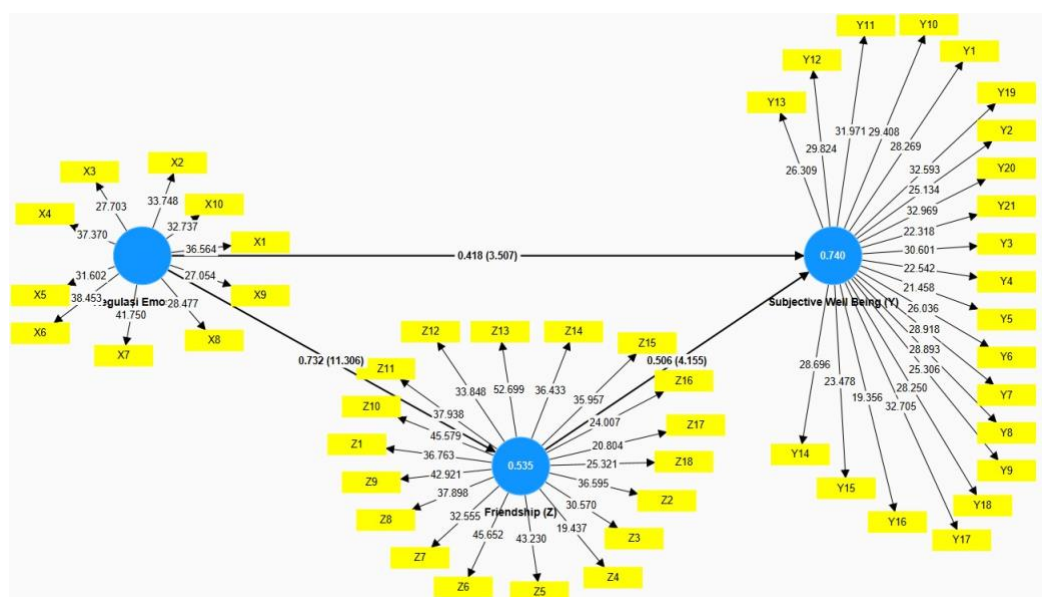 Y11
Y10
Y12
Y1
Y13
Y19
Y2
Y20
Y21
Y3
Y4
Y5
Y6
Y7
Y8
Y9
Y18
Y17
Y16
Y15
Y14
26.309
29.824
31.971
29.408
28.269
32.593
25.134
32.969
22.318
30.601
22.542
21.458
26.036
28.918
28.893
25.306
28.250
32.705
19.356
23.478
28.696
0.740
Subjective Well Being (Y)
X3
X2
X10
X1
X9
X8
X7
X6
X5
X4
27.703
33.748
32.737
36.564
27.054
28.477
41.750
38.453
31.602
37.370
egulasi Emo
0.418 (3.507)
0.732 (11.306)
0.506 (4.155)
Z12
Z13
Z14
Z15
Z16
Z17
Z18
Z2
Z3
Z4
Z5
Z6
Z7
Z8
Z9
Z1
Z10
Z11
33.848
52.699
36.433
35.957
24.007
20.804
25.321
36.595
30.570
19.437
43.230
45.652
32.555
37.898
42.921
36.763
45.579
37.938
0.535
Friendship (Z)